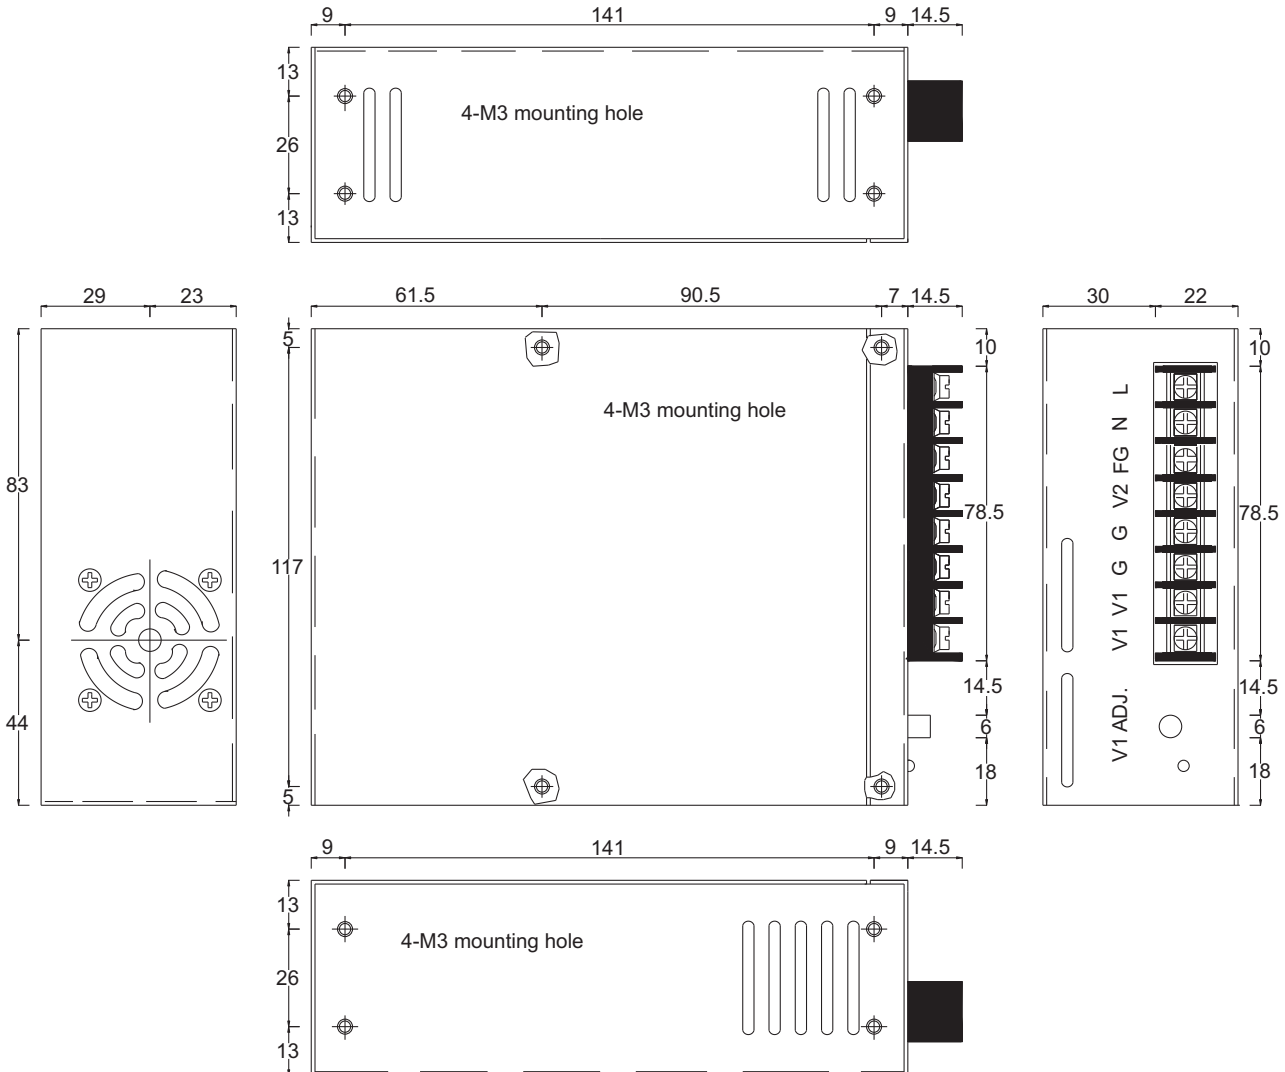 9 141 9 14.5
13
4-M3 mounting hole
26
13
29 23 61.5 90.5 7 14.5 30 22
5 10 10
L
4-M3 mounting hole
N
FG
83
V2
78.5 78.5
G
117
G
V1
V1
14.5 14.5
44
V1 ADJ.
6 6
18 18
5
9 141 9 14.5
13
4-M3 mounting hole
26
13